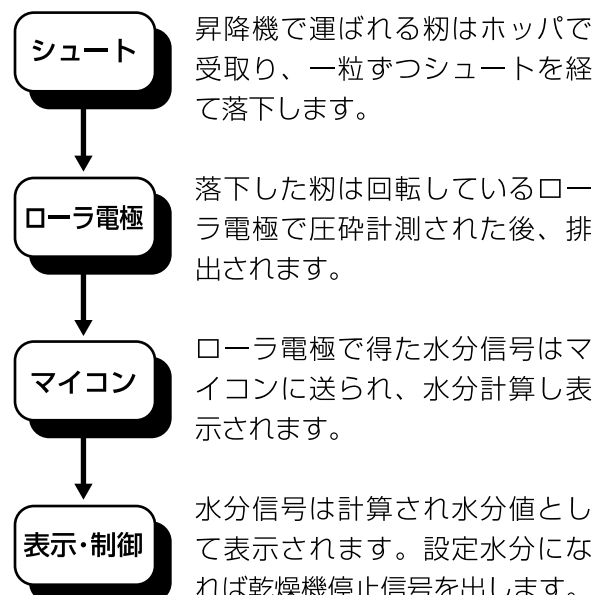 シュート
昇降機で運ばれる籾はホッパで
受取り、一粒ずつシュートを経
て落下します。
ローラ電極
落下した籾は回転しているロー
ラ電極で圧砕計測された後、排
出されます。
マイコン
ローラ電極で得た水分信号はマ
イコンに送られ、水分計算し表
示されます。
表示・制御
水分信号は計算され水分値とし
て表示されます。設定水分にな
れば乾燥機停止信号を出します。